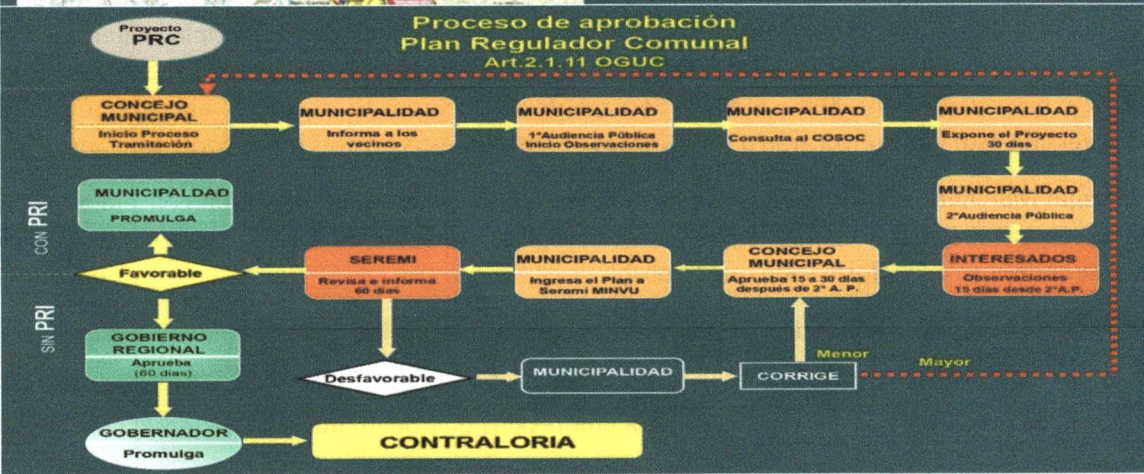 Proceso de aprobación
Plan Regulador Comunal
Art.2.1.11 OGUC
Proyecto
PRC
CONCEJO
MUNICIPAL
Inicio Proceso
Tramitación
MUNICIPALIDAD
Informa a los
vecinos
MUNICIPALIDAD
1°Audiencia Pública
Inicio Observaciones
MUNICIPALIDAD
Consulta al COSOC
MUNICIPALIDAD
Expone el Proyecto
30 días
MUNICIPALIDAD
2°Audiencia Pública
INTERESADOS
Observaciones
15 días desde 2°A.P.
CONCEJO
MUNICIPAL
Aprueba 15 a 30 días
después de 2° A. P.
MUNICIPALIDAD
Ingresa el Plan a
Seremi MINVU
SEREMI
Revisa e informa
60 días
Favorable
CON PRI
MUNICIPALDAD
PROMULGA
SIN PRI
GOBIERNO
REGIONAL
Aprueba
(60 días)
GOBERNADOR
Promulga
CONTRALORIA
Desfavorable
MUNICIPALIDAD
CORRIGE
Menor
Mayor